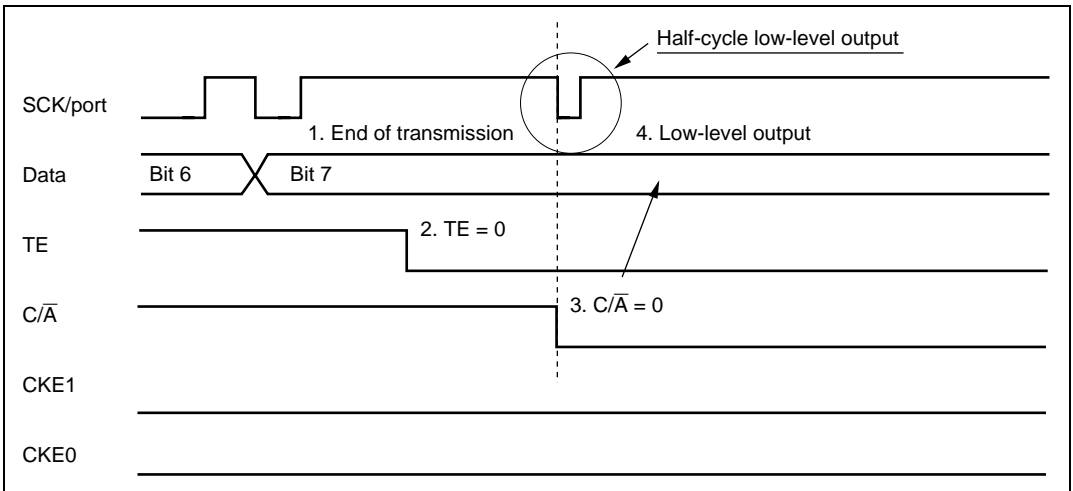 Half-cycle low-level output
SCK/port
1. End of transmission
4. Low-level output
Data
Bit 6
Bit 7
TE
2. TE = 0
C/A̅
3. C/A̅ = 0
CKE1
CKE0